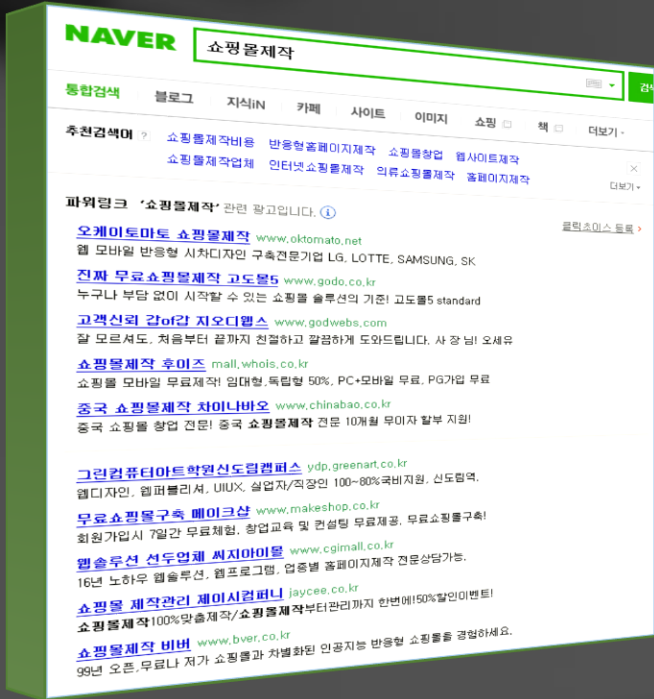 NAVER
쇼핑몰제작
검색
통합검색 블로그 지식iN 카페 사이트 이미지 쇼핑 책 더보기
추천검색어 ? 쇼핑몰제작비용 반응형홈페이지제작 쇼핑몰창업 웹사이트제작
쇼핑몰제작업체 인터넷쇼핑몰제작 의류쇼핑몰제작 홈페이지제작
더보기
파워링크 '쇼핑몰제작' 관련 광고입니다.
클릭초이스 등록 >
오케이토마토 쇼핑몰제작 www.oktomato.net
웹 모바일 반응형 시차디자인 구축전문기업 LG, LOTTE, SAMSUNG, SK
진짜 무료쇼핑몰제작 고도몰5 www.godo.co.kr
누구나 부담 없이 시작할 수 있는 쇼핑몰 솔루션의 기준! 고도몰5 standard
고객신뢰 갑of갑 지오디웹스 www.godwebs.com
잘 모르셔도, 처음부터 끝까지 친절하고 깔끔하게 도와드립니다. 사 장 님! 오세유
쇼핑몰제작 후이즈 mall.whois.co.kr
쇼핑몰 모바일 무료제작! 임대형,독립형 50%, PC+모바일 무료, PG가입 무료
중국 쇼핑몰제작 차이나바오 www.chinabao.co.kr
중국 쇼핑몰 창업 전문! 중국 쇼핑몰제작 전문 10개월 무이자 할부 지원!
그린컴퓨터아트학원신도림캠퍼스 ydp.greenart.co.kr
웹디자인, 웹퍼블리셔, UIUX, 실업자/직장인 100~80%국비지원, 신도림역.
무료쇼핑몰구축 메이크샵 www.makeshop.co.kr
회원가입시 7일간 무료체험, 창업교육 및 컨설팅 무료제공, 무료쇼핑몰구축!
웹솔루션 선두업체 씨지아이몰 www.cgimall.co.kr
16년 노하우 웹솔루션, 웹프로그램, 업종별 홈페이지제작 전문상담가능.
쇼핑몰 제작관리 제이시컴퍼니 jaycee.co.kr
쇼핑몰제작100%맞춤제작/쇼핑몰제작부터관리까지 한번에!50%할인이벤트!
쇼핑몰제작 비버 www.bver.co.kr
99년 오픈,무료나 저가 쇼핑몰과 차별화된 인공지능 반응형 쇼핑몰을 경험하세요.